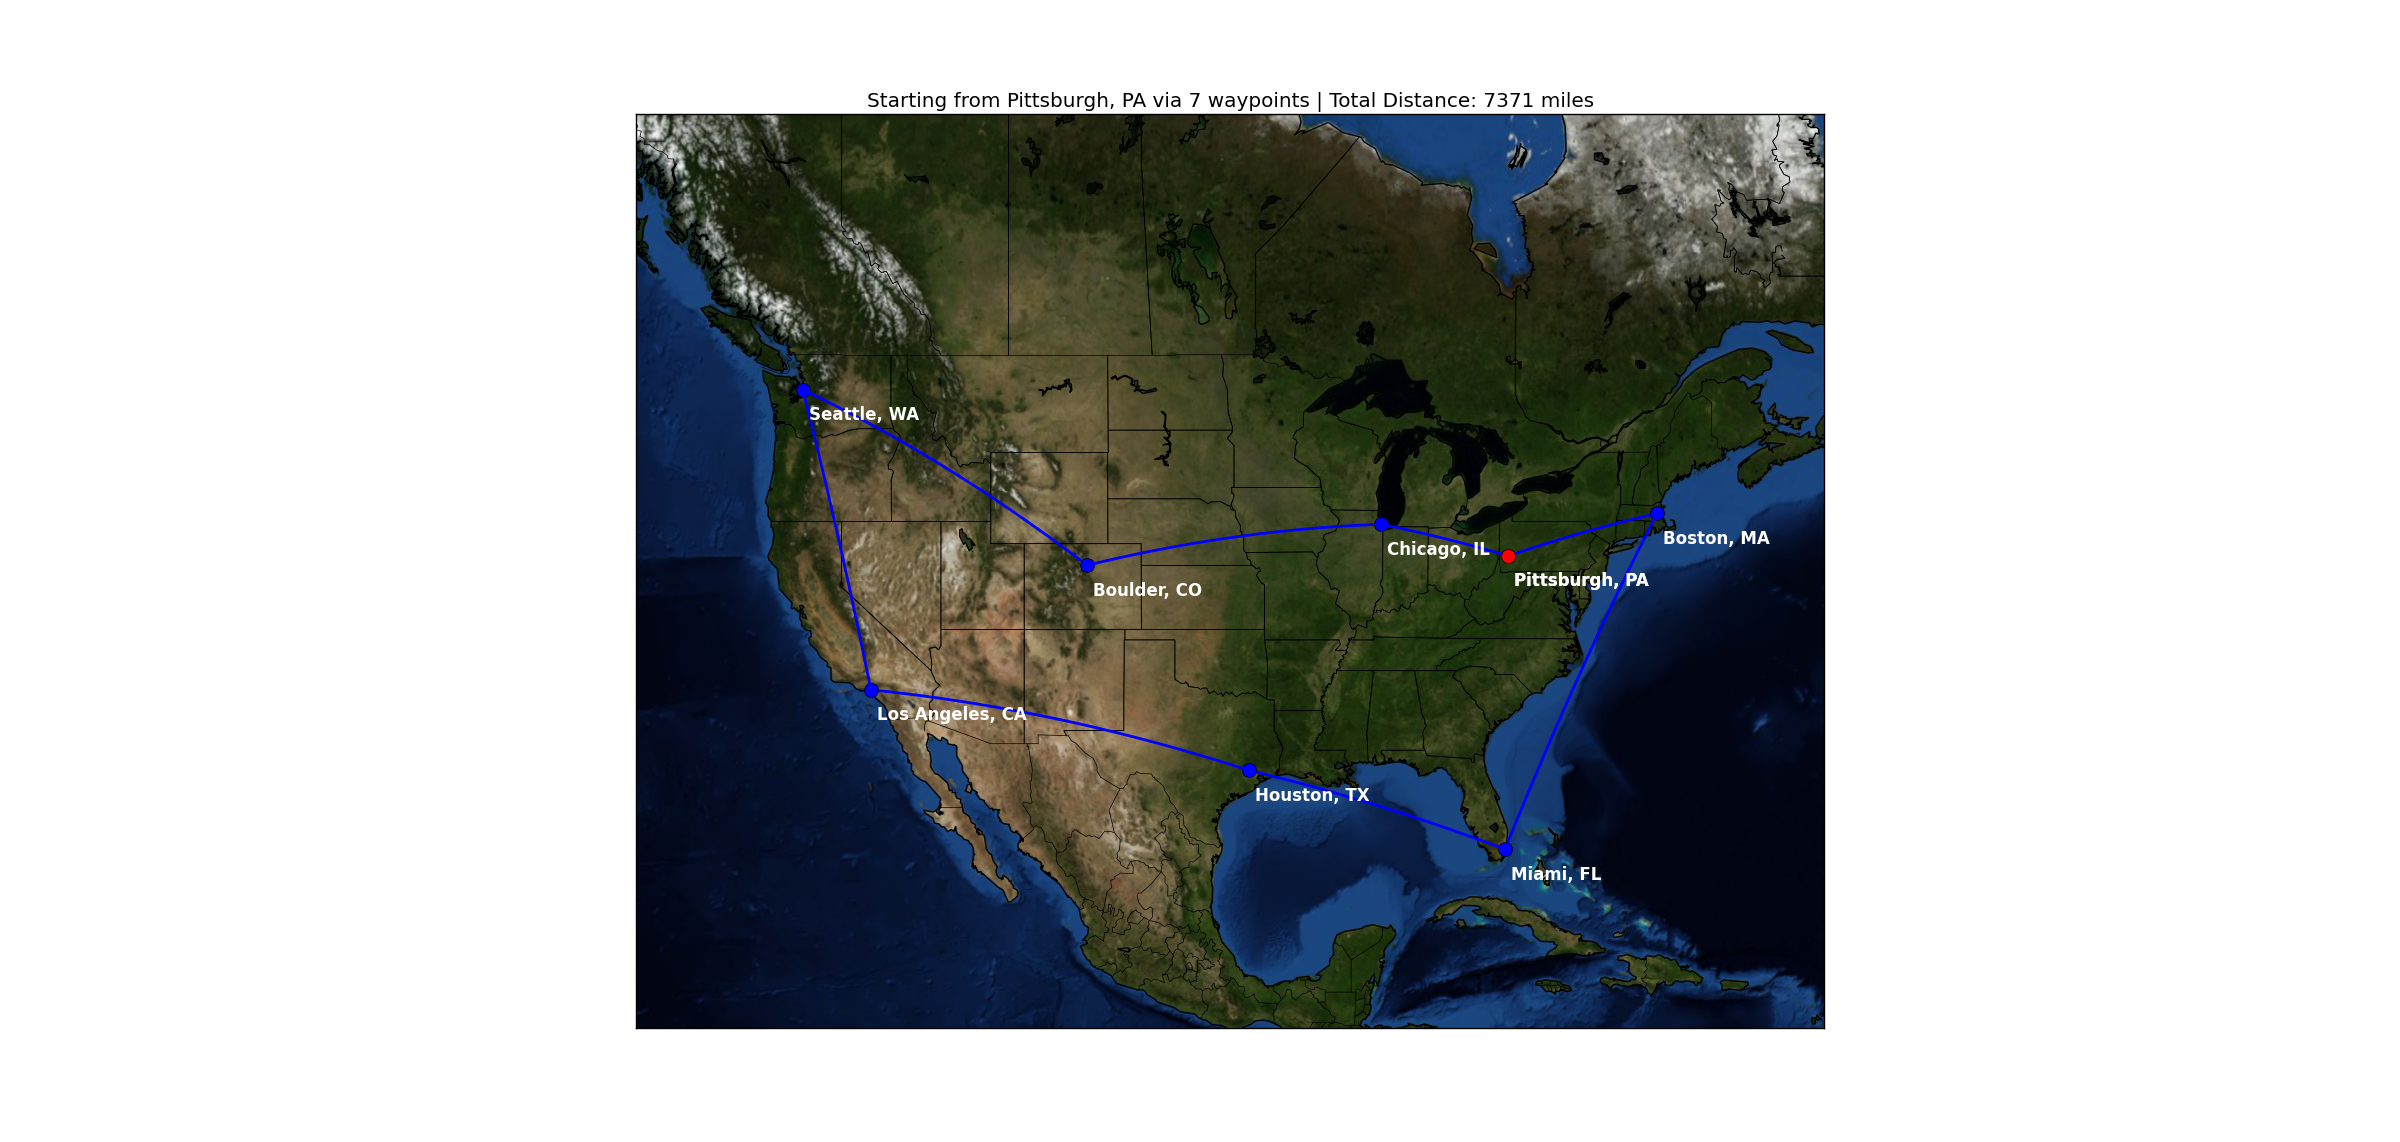 Starting from Pittsburgh, PA via 7 waypoints | Total Distance: 7371 miles
Seattle, WA
Boston, MA
Chicago, IL
Pittsburgh, PA
Boulder, CO
Los Angeles, CA
Houston, TX
Miami, FL